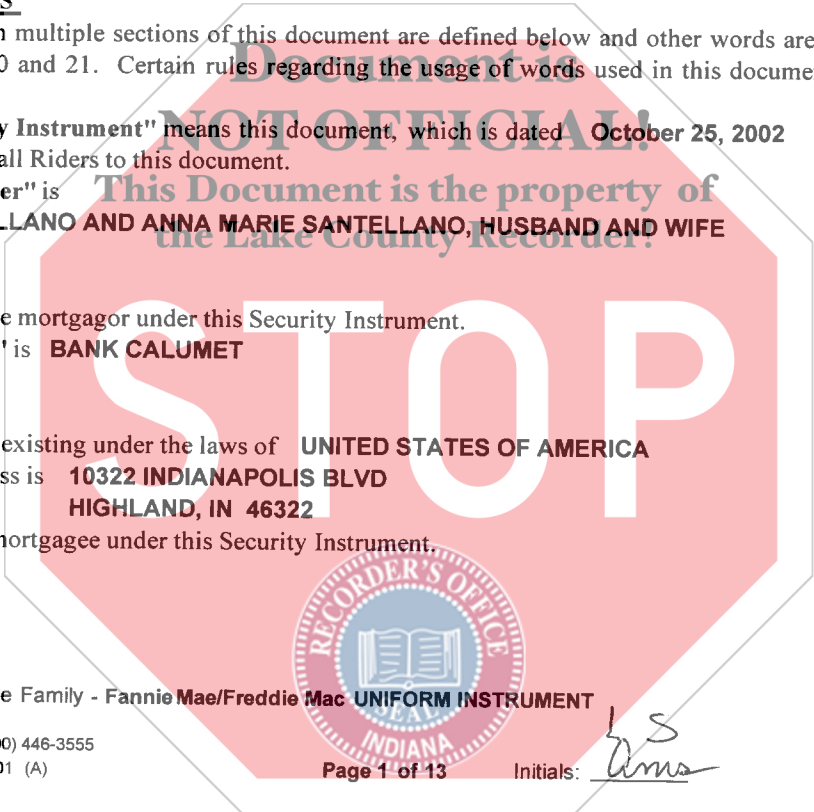 multiple sections of this document are defined below and other words are
0 and 21. Certain rules regarding the usage of words used in this docume
Document is
y Instrument" means this document, which is dated October 25, 2002
NOT OFFICIAL!
all Riders to this document.
er" is
This Document is the property of
LLANO AND ANNA MARIE SANTELLANO, HUSBAND AND WIFE
the Lake County Recorder!
e mortgagor under this Security Instrument.
" is BANK CALUMET
STOP
existing under the laws of UNITED STATES OF AMERICA
ss is 10322 INDIANAPOLIS BLVD
HIGHLAND, IN 46322
mortgagee under this Security Instrument.
RECORDER'S OFFICE
SEAL
INDIANA
e Family - Fannie Mae/Freddie Mac UNIFORM INSTRUMENT
00) 446-3555
01 (A)
Page 1 of 13 Initials:
LS
ams